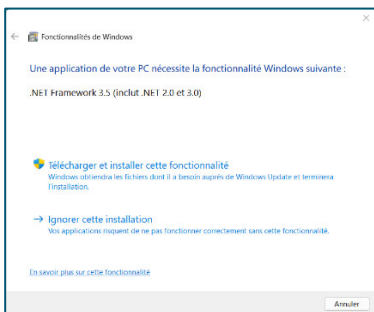 Fonctionnalités de Windows
Une application de votre PC nécessite la fonctionnalité Windows suivante :
.NET Framework 3.5 (inclut .NET 2.0 et 3.0)
Télécharger et installer cette fonctionnalité
Windows obtiendra les fichiers dont il a besoin auprès de Windows Update et terminera
l'installation.
Ignorer cette installation
Vos applications risquent de ne pas fonctionner correctement sans cette fonctionnalité.
En savoir plus sur cette fonctionnalité
Annuler